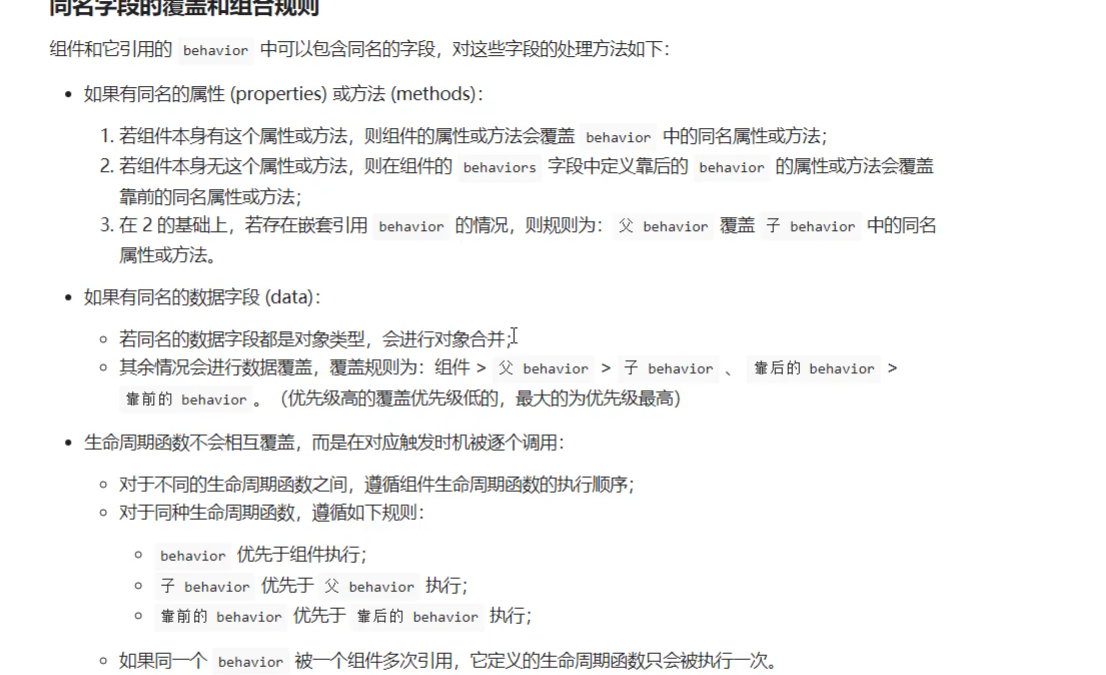 同名字段的覆盖和组合规则
组件和它引用的 behavior 中可以包含同名的字段，对这些字段的处理方法如下：
• 如果有同名的属性 (properties) 或方法 (methods)：
1. 若组件本身有这个属性或方法，则组件的属性或方法会覆盖 behavior 中的同名属性或方法；
2. 若组件本身无这个属性或方法，则在组件的 behaviors 字段中定义靠后的 behavior 的属性或方法会覆盖
靠前的同名属性或方法；
3. 在 2 的基础上，若存在嵌套引用 behavior 的情况，则规则为： 父 behavior 覆盖 子 behavior 中的同名
属性或方法。
• 如果有同名的数据字段 (data)：
◦ 若同名的数据字段都是对象类型，会进行对象合并；
◦ 其余情况会进行数据覆盖，覆盖规则为：组件 > 父 behavior > 子 behavior 、 靠后的 behavior >
靠前的 behavior 。（优先级高的覆盖优先级低的，最大的为优先级最高）
• 生命周期函数不会相互覆盖，而是在对应触发时机被逐个调用：
◦ 对于不同的生命周期函数之间，遵循组件生命周期函数的执行顺序；
◦ 对于同种生命周期函数，遵循如下规则：
◦ behavior 优先于组件执行；
◦ 子 behavior 优先于 父 behavior 执行；
◦ 靠前的 behavior 优先于 靠后的 behavior 执行；
◦ 如果同一个 behavior 被一个组件多次引用，它定义的生命周期函数只会被执行一次。